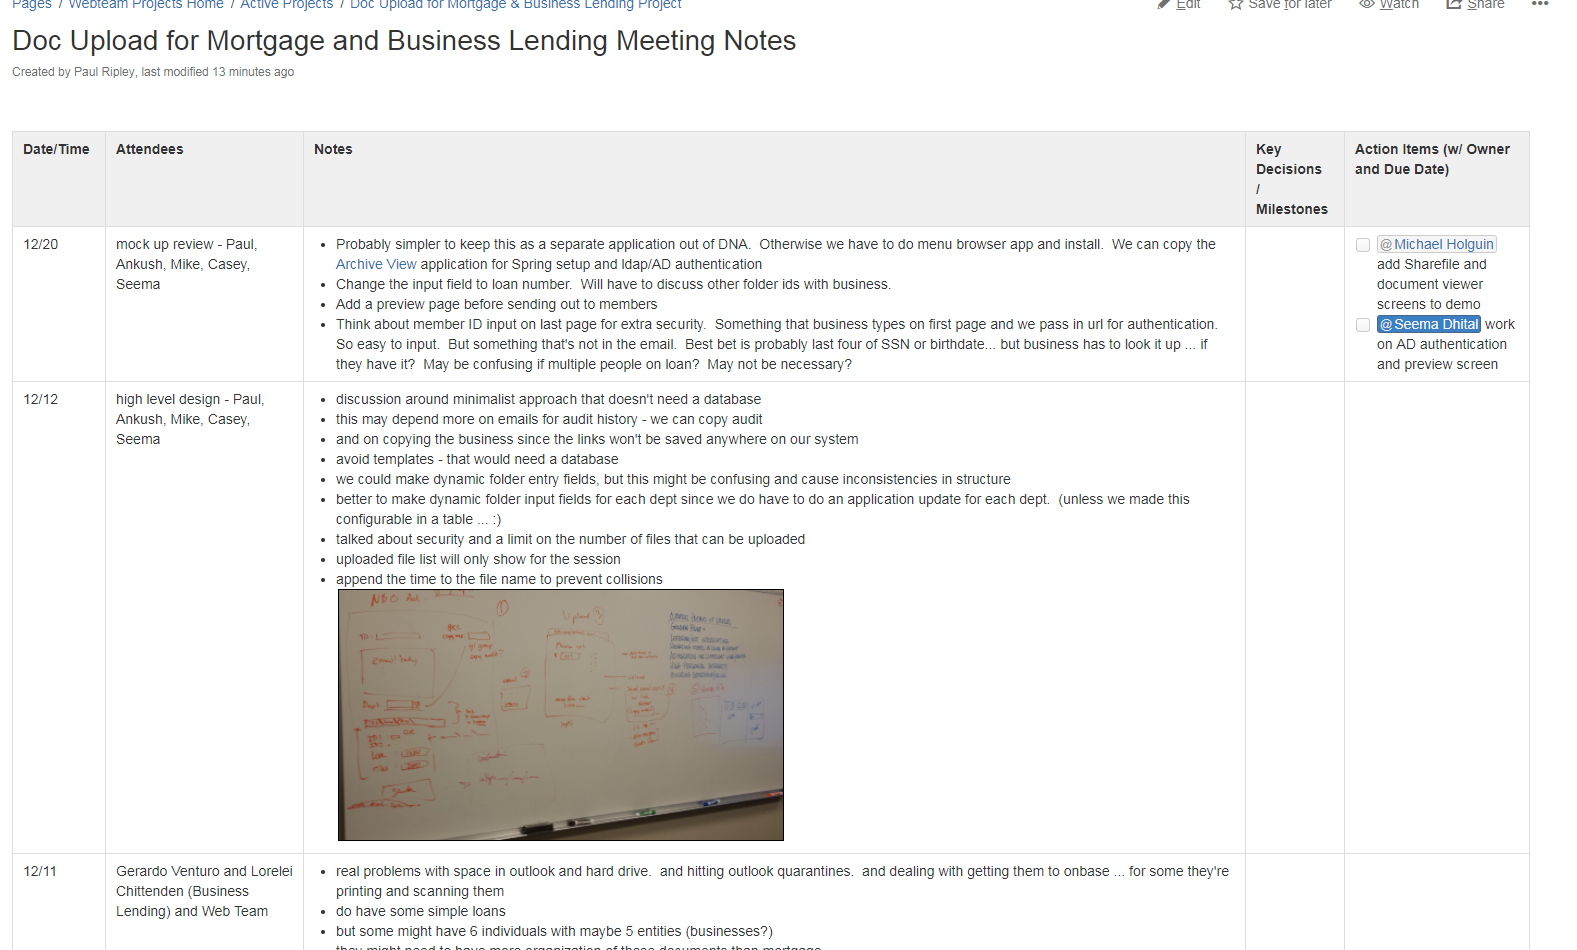 Pages / Webteam Projects Home / Active Projects / Doc Upload for Mortgage & Business Lending Project
Edit Save for later Watch Share •••
Doc Upload for Mortgage and Business Lending Meeting Notes
Created by Paul Ripley, last modified 13 minutes ago
Date/Time
Attendees
Notes
Key
Decisions
/
Milestones
Action Items (w/ Owner
and Due Date)
12/20
mock up review - Paul,
Ankush, Mike, Casey,
Seema
• Probably simpler to keep this as a separate application out of DNA. Otherwise we have to do menu browser app and install. We can copy the
Archive View application for Spring setup and ldap/AD authentication
• Change the input field to loan number. Will have to discuss other folder ids with business.
• Add a preview page before sending out to members
• Think about member ID input on last page for extra security. Something that business types on first page and we pass in url for authentication.
So easy to input. But something that's not in the email. Best bet is probably last four of SSN or birthdate... but business has to look it up ... if
they have it? May be confusing if multiple people on loan? May not be necessary?
@Michael Holguin
add Sharefile and
document viewer
screens to demo
@Seema Dhital work
on AD authentication
and preview screen
12/12
high level design - Paul,
Ankush, Mike, Casey,
Seema
• discussion around minimalist approach that doesn't need a database
• this may depend more on emails for audit history - we can copy audit
• and on copying the business since the links won't be saved anywhere on our system
• avoid templates - that would need a database
• we could make dynamic folder entry fields, but this might be confusing and cause inconsistencies in structure
• better to make dynamic folder input fields for each dept since we do have to do an application update for each dept. (unless we made this
configurable in a table ... :)
• talked about security and a limit on the number of files that can be uploaded
• uploaded file list will only show for the session
• append the time to the file name to prevent collisions
Upload
email body
12/11
Gerardo Venturo and Lorelei
Chittenden (Business
Lending) and Web Team
• real problems with space in outlook and hard drive. and hitting outlook quarantines. and dealing with getting them to onbase ... for some they're
printing and scanning them
• do have some simple loans
• but some might have 6 individuals with maybe 5 entities (businesses?)
they might need to have more organization of these documents than mortgage